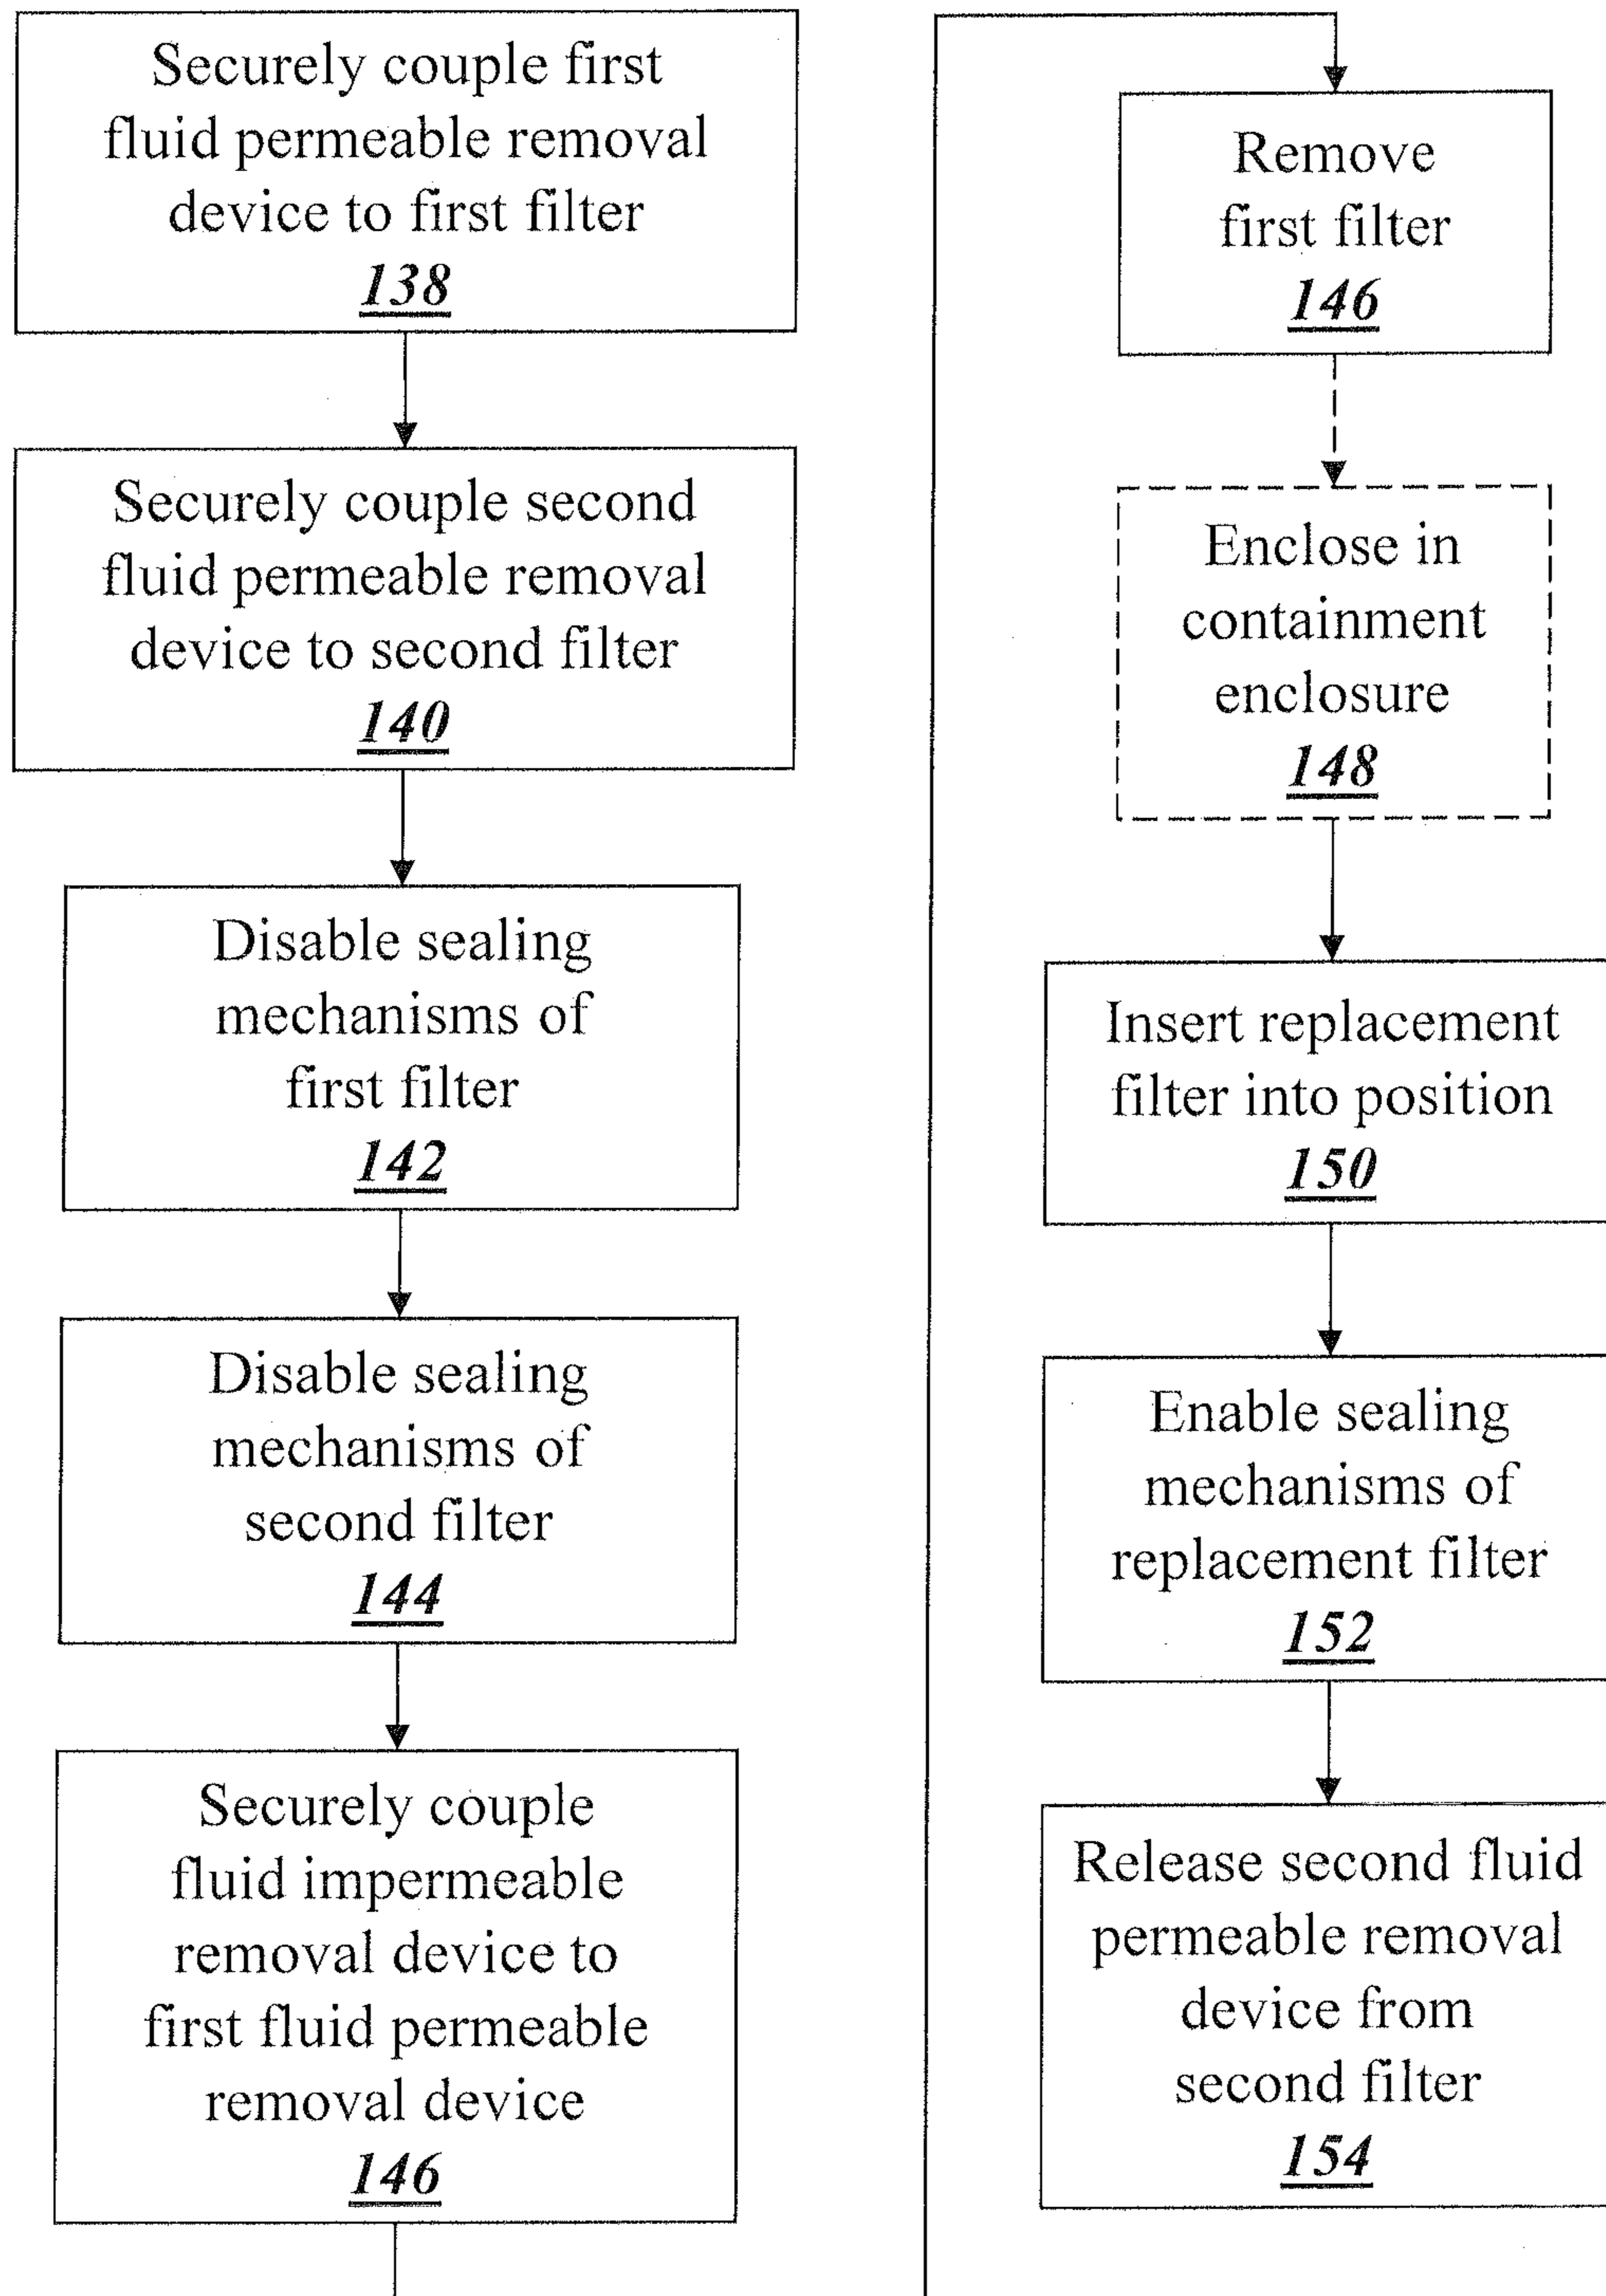 Securely couple first
fluid permeable removal
device to first filter
138
Securely couple second
fluid permeable removal
device to second filter
140
Disable sealing
mechanisms of
first filter
142
Disable sealing
mechanisms of
second filter
144
Securely couple
fluid impermeable
removal device to
first fluid permeable
removal device
146
Remove
first filter
146
Enclose in
containment
enclosure
148
Insert replacement
filter into position
150
Enable sealing
mechanisms of
replacement filter
152
Release second fluid
permeable removal
device from
second filter
154